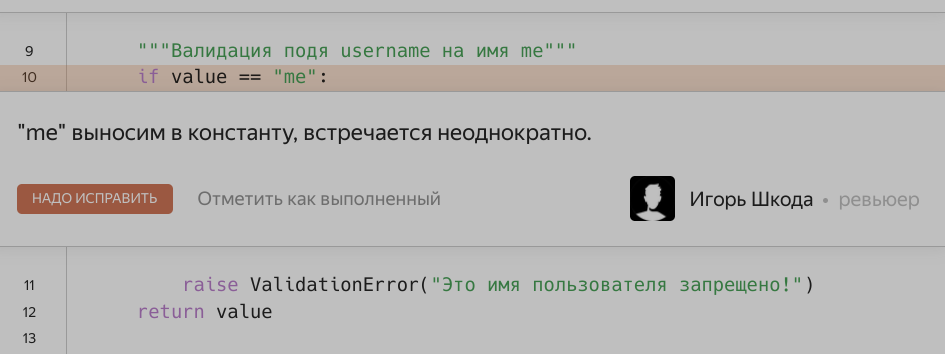 9 """Валидация подя username на имя me"""
10 if value == "me":
"me" выносим в константу, встречается неоднократно.
НАДО ИСПРАВИТЬ Отметить как выполненный Игорь Шкода • ревьюер
11 raise ValidationError("Это имя пользователя запрещено!")
12 return value
13